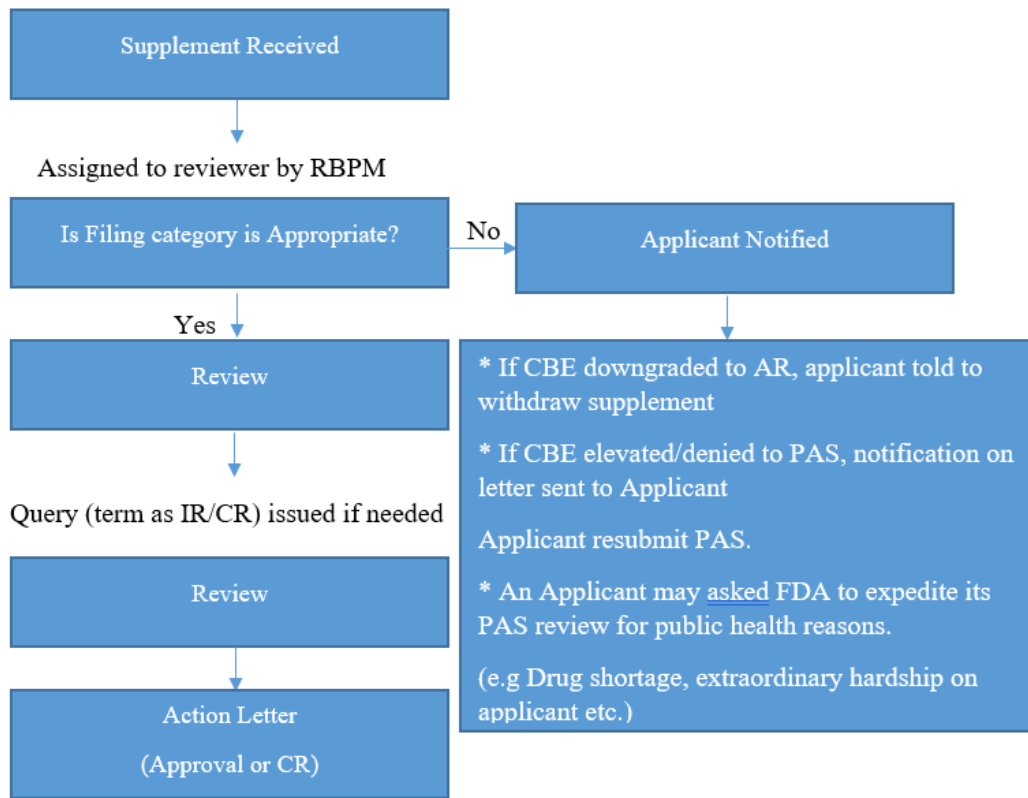 Supplement Received
Assigned to reviewer by RBPM
Is Filing category is Appropriate?
No
Applicant Notified
Yes
Review
* If CBE downgraded to AR, applicant told to
withdraw supplement
* If CBE elevated/denied to PAS, notification on
letter sent to Applicant
Applicant resubmit PAS.
* An Applicant may asked FDA to expedite its
PAS review for public health reasons.
(e.g Drug shortage, extraordinary hardship on
applicant etc.)
Query (term as IR/CR) issued if needed
Review
Action Letter
(Approval or CR)